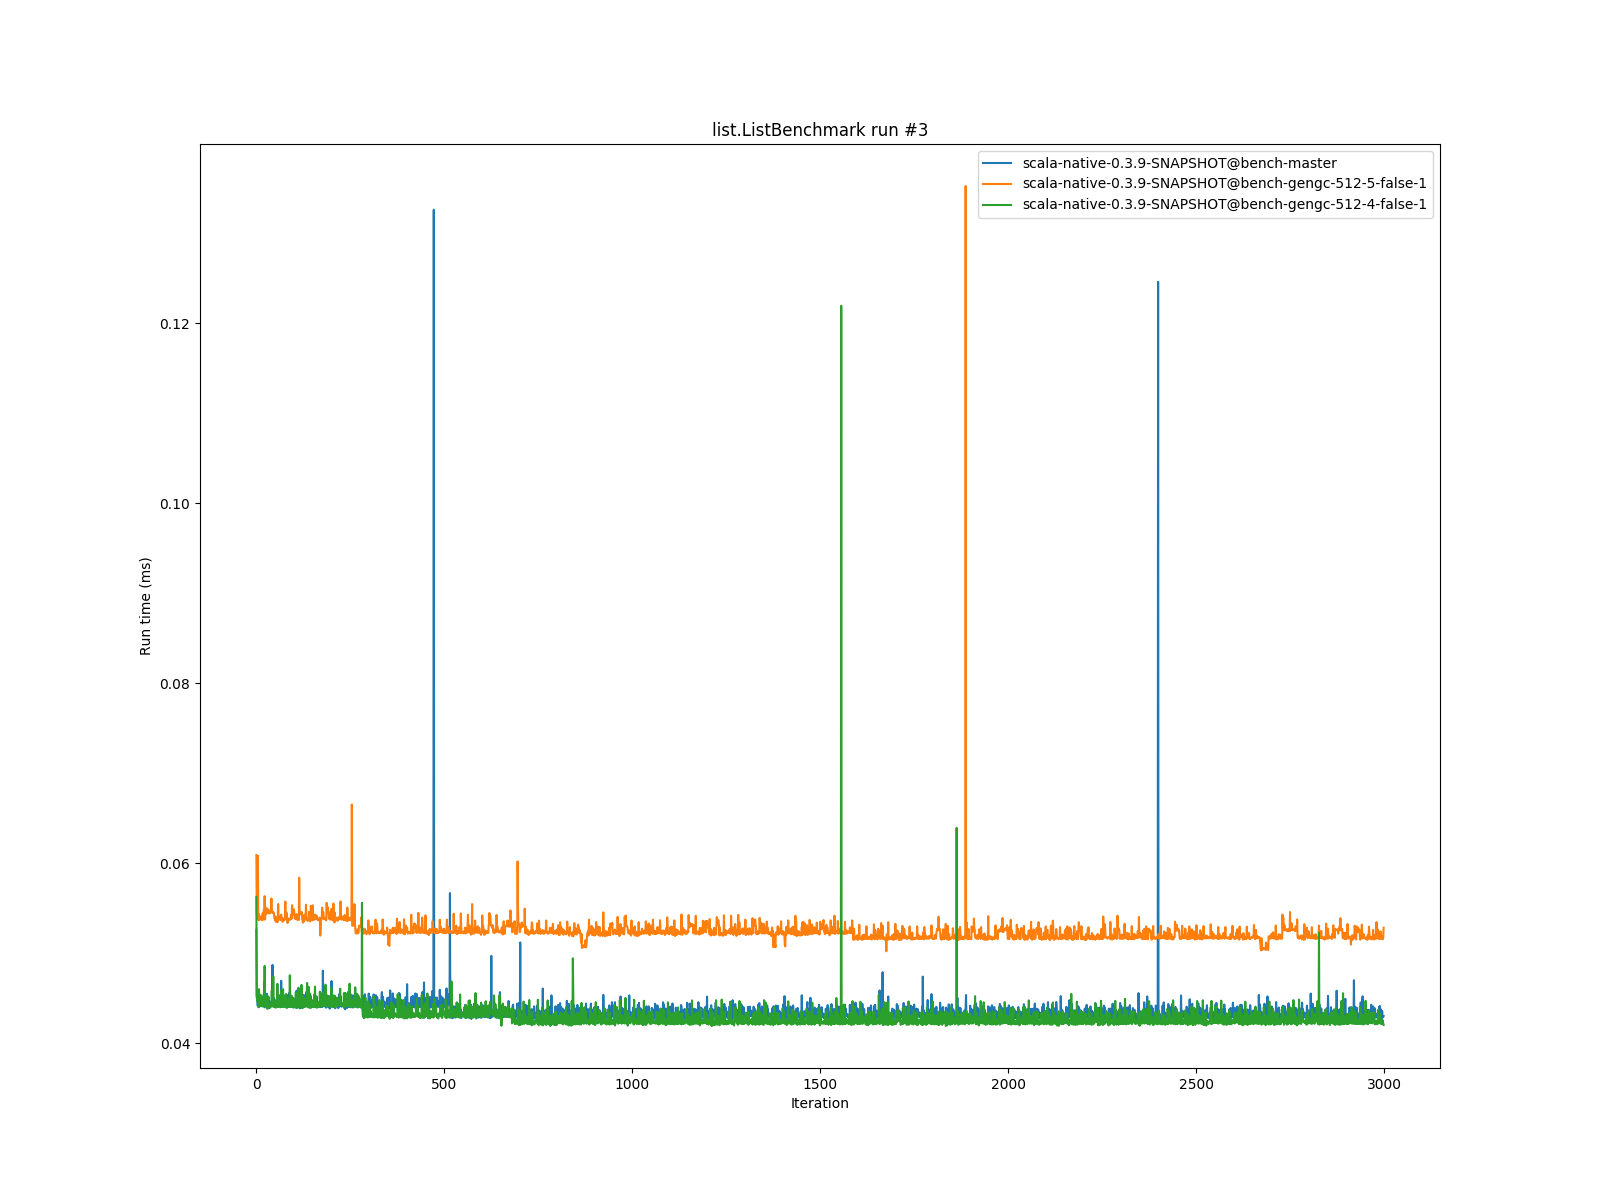 list.ListBenchmark run #3
scala-native-0.3.9-SNAPSHOT@bench-master
scala-native-0.3.9-SNAPSHOT@bench-gengc-512-5-false-1
scala-native-0.3.9-SNAPSHOT@bench-gengc-512-4-false-1
0.12
0.10
0.08
0.06
0.04
Run time (ms)
0 500 1000 1500 2000 2500 3000
Iteration